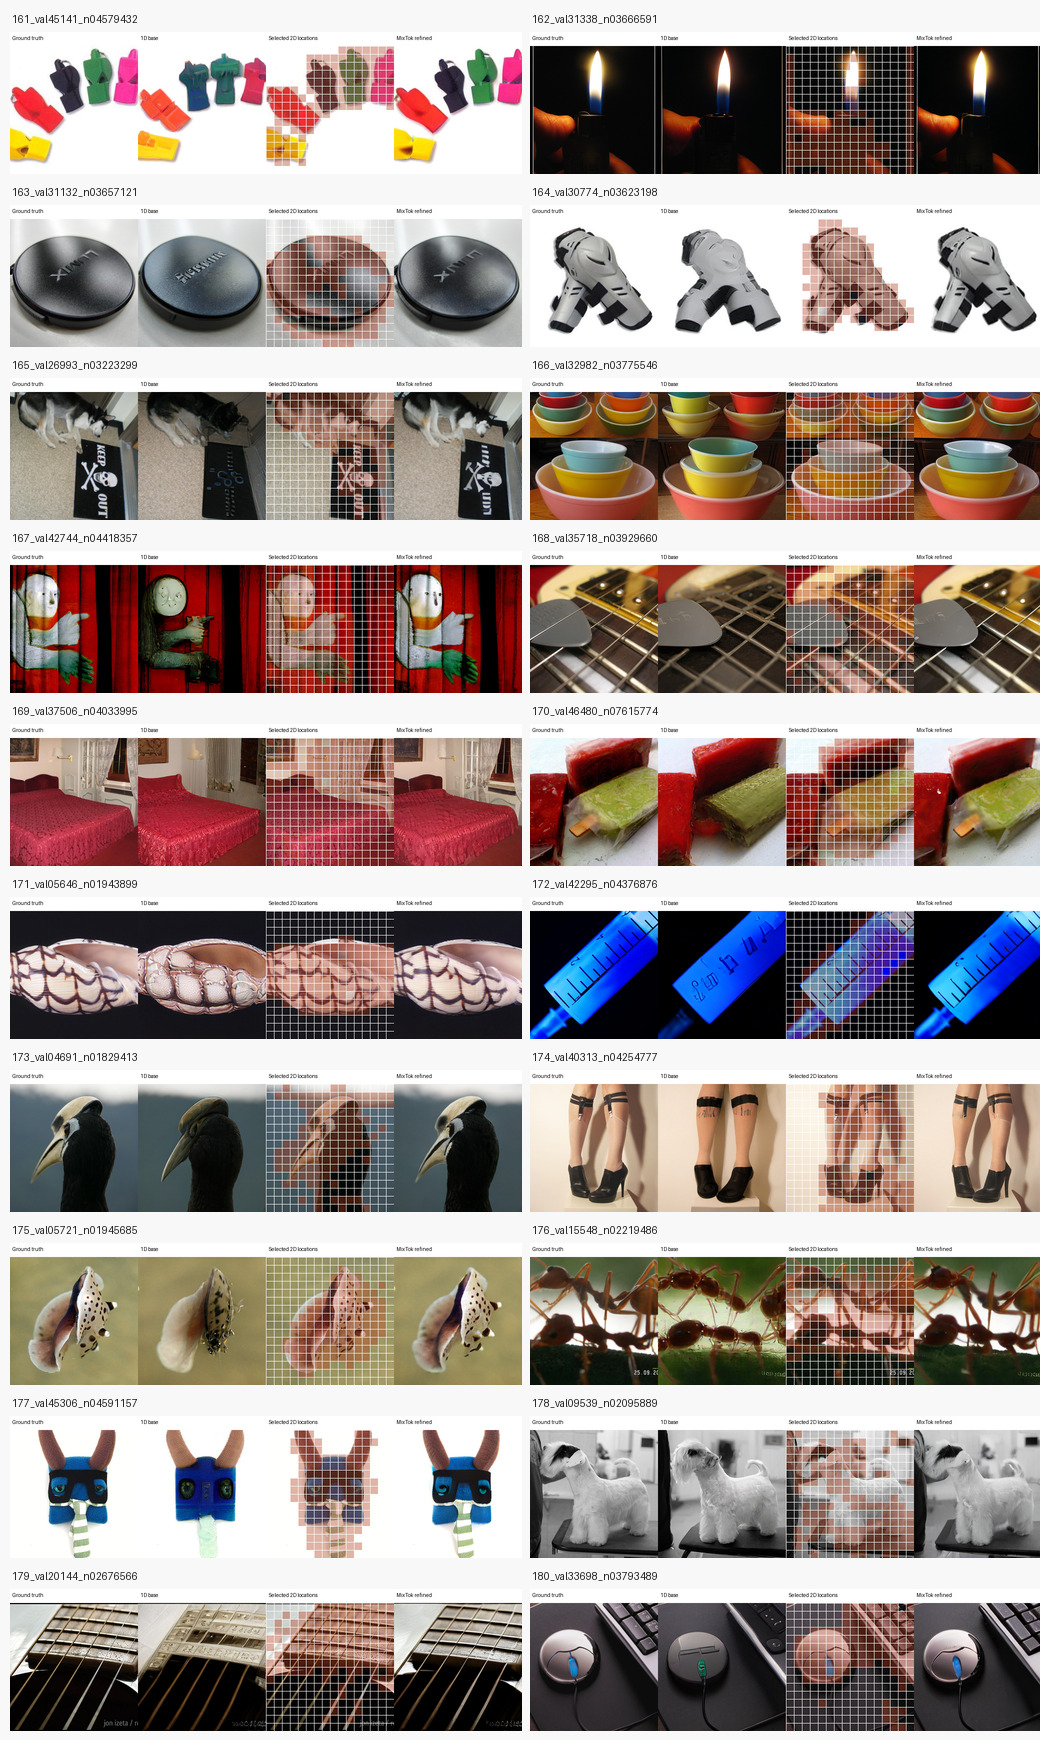 161_val45141_n04579432
Ground truth 1D base Selected 2D locations MixTok refined
162_val31338_n03666591
Ground truth 1D base Selected 2D locations MixTok refined
163_val31132_n03657121
Ground truth 1D base Selected 2D locations MixTok refined
164_val30774_n03623198
Ground truth 1D base Selected 2D locations MixTok refined
165_val26993_n03223299
Ground truth 1D base Selected 2D locations MixTok refined
KEEP OUT
166_val32982_n03775546
Ground truth 1D base Selected 2D locations MixTok refined
167_val42744_n04418357
Ground truth 1D base Selected 2D locations MixTok refined
168_val35718_n03929660
Ground truth 1D base Selected 2D locations MixTok refined
169_val37506_n04033995
Ground truth 1D base Selected 2D locations MixTok refined
170_val46480_n07615774
Ground truth 1D base Selected 2D locations MixTok refined
171_val05646_n01943899
Ground truth 1D base Selected 2D locations MixTok refined
172_val42295_n04376876
Ground truth 1D base Selected 2D locations MixTok refined
173_val04691_n01829413
Ground truth 1D base Selected 2D locations MixTok refined
174_val40313_n04254777
Ground truth 1D base Selected 2D locations MixTok refined
175_val05721_n01945685
Ground truth 1D base Selected 2D locations MixTok refined
176_val15548_n02219486
Ground truth 1D base Selected 2D locations MixTok refined
25.09.20
177_val45306_n04591157
Ground truth 1D base Selected 2D locations MixTok refined
178_val09539_n02095889
Ground truth 1D base Selected 2D locations MixTok refined
179_val20144_n02676566
Ground truth 1D base Selected 2D locations MixTok refined
jon izeta / n
180_val33698_n03793489
Ground truth 1D base Selected 2D locations MixTok refined